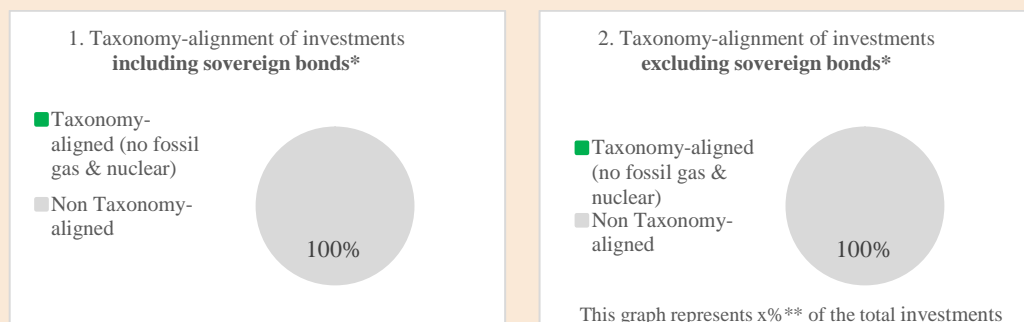 1. Taxonomy-alignment of investments
including sovereign bonds*
Taxonomy-
aligned (no fossil
gas & nuclear)
Non Taxonomy-
aligned
100%
2. Taxonomy-alignment of investments
excluding sovereign bonds*
Taxonomy-aligned
(no fossil gas &
nuclear)
Non Taxonomy-
aligned
100%
This graph represents x%** of the total investments